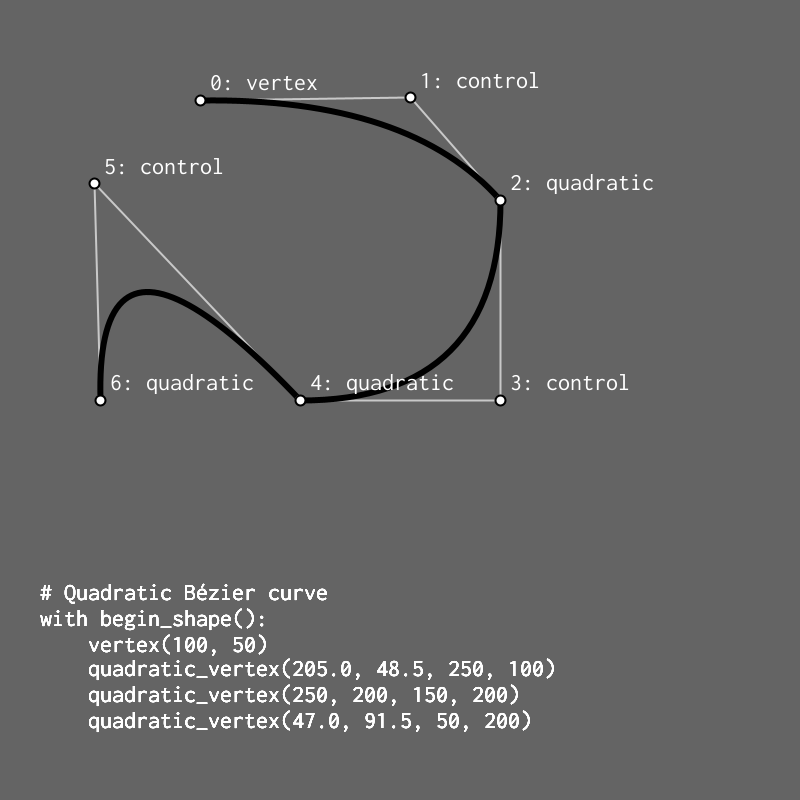 0: vertex
1: control
5: control
2: quadratic
6: quadratic
4: quadratic
3: control
# Quadratic Bézier curve
with begin_shape():
    vertex(100, 50)
    quadratic_vertex(205.0, 48.5, 250, 100)
    quadratic_vertex(250, 200, 150, 200)
    quadratic_vertex(47.0, 91.5, 50, 200)